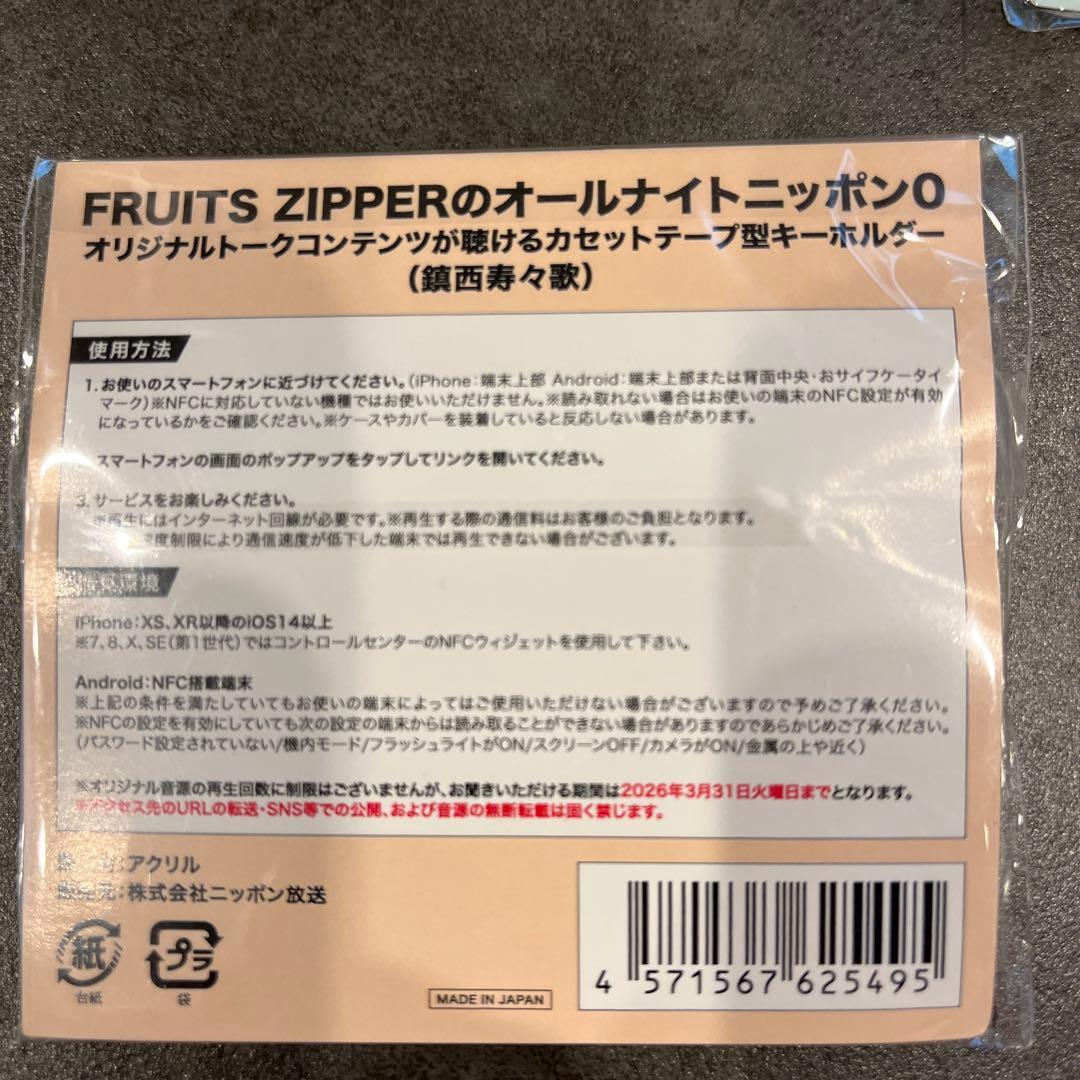 FRUITS ZIPPERのオールナイトニッポン0
オリジナルトークコンテンツが聴けるカセットテープ型キーホルダー
（鎮西寿々歌）
使用方法
1. お使いのスマートフォンに近づけてください。（iPhone：端末上部 Android：端末上部または背面中央・おサイフケータイ
マーク）※NFCに対応していない機種ではお使いいただけません。※読み取れない場合はお使いの端末のNFC設定が有効
になっているかをご確認ください。※ケースやカバーを装着していると反応しない場合があります。
スマートフォンの画面のポップアップをタップしてリンクを開いてください。
3. サービスをお楽しみください。
※再生にはインターネット回線が必要です。※再生する際の通信料はお客様のご負担となります。
速度制限により通信速度が低下した端末では再生できない場合がございます。
環境
iPhone：XS、XR以降のiOS14以上
※7、8、X、SE（第1世代）ではコントロールセンターのNFCウィジェットを使用して下さい。
Android：NFC搭載端末
※上記の条件を満たしていてもお使いの端末によってはご使用いただけない場合がございますので予めご了承ください。
※NFCの設定を有効にしていても次の設定の端末からは読み取ることができない場合がありますのであらかじめご了承ください。
（パスワード設定されていない/機内モード/フラッシュライトがON/スクリーンOFF/カメラがON/金属の上や近く）
※オリジナル音源の再生回数に制限はございませんが、お聞きいただける期間は2026年3月31日火曜日までとなります。
※アクセス先のURLの転送・SNS等での公開、および音源の無断転載は固く禁じます。
：アクリル
販売元：株式会社ニッポン放送
紙
台紙
プラ
袋
MADE IN JAPAN
4 571567 625495